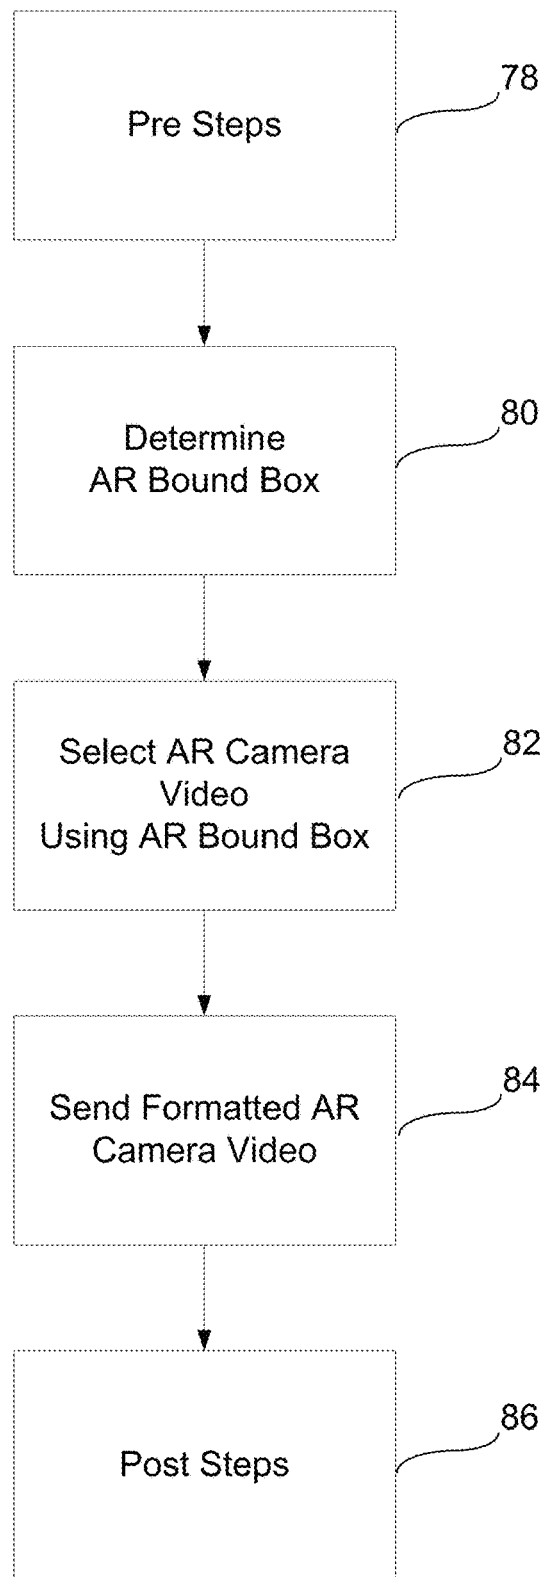 78
Pre Steps
80
Determine
AR Bound Box
82
Select AR Camera
Video
Using AR Bound Box
84
Send Formatted AR
Camera Video
86
Post Steps